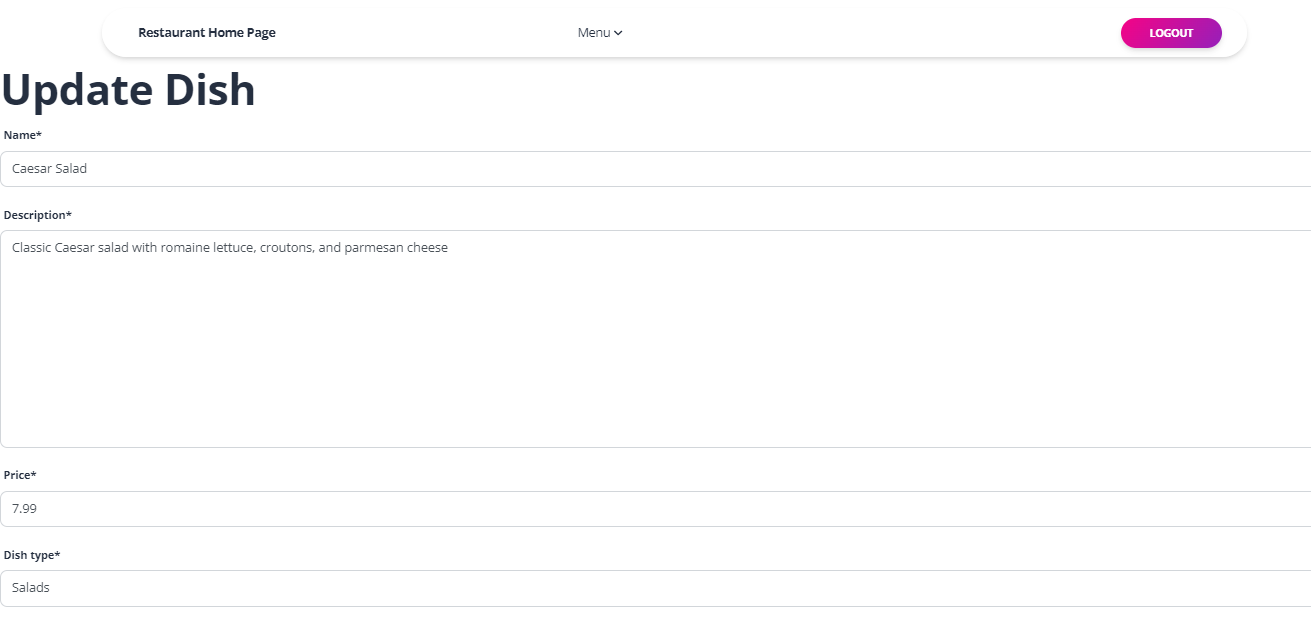 Restaurant Home Page Menu LOGOUT
Update Dish
Name*
Caesar Salad
Description*
Classic Caesar salad with romaine lettuce, croutons, and parmesan cheese
Price*
7.99
Dish type*
Salads